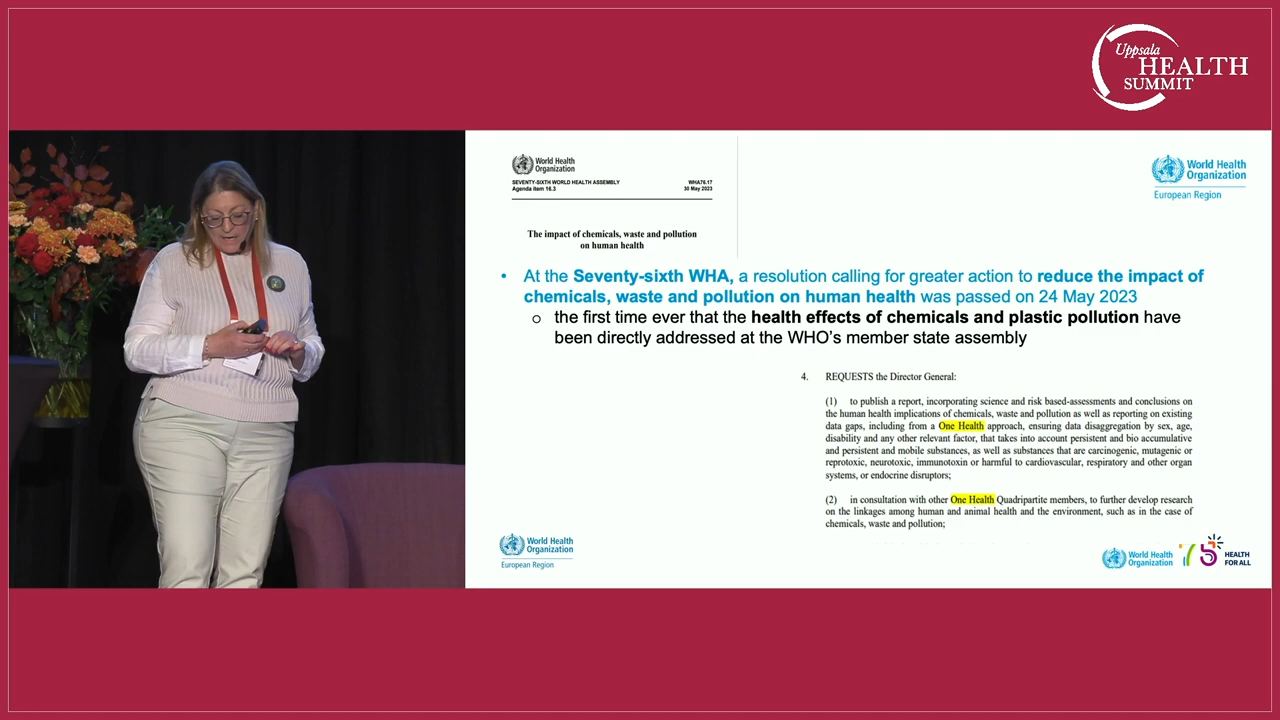 Uppsala
HEALTH
SUMMIT
World Health
Organization
SEVENTY-SIXTH WORLD HEALTH ASSEMBLY WHA76.17
Agenda item 16.3 30 May 2023
The impact of chemicals, waste and pollution
on human health
World Health
Organization
European Region
• At the Seventy-sixth WHA, a resolution calling for greater action to reduce the impact of
chemicals, waste and pollution on human health was passed on 24 May 2023
o the first time ever that the health effects of chemicals and plastic pollution have
been directly addressed at the WHO's member state assembly
4. REQUESTS the Director General:
(1) to publish a report, incorporating science and risk based-assessments and conclusions on
the human health implications of chemicals, waste and pollution as well as reporting on existing
data gaps, including from a One Health approach, ensuring data disaggregation by sex, age,
disability and any other relevant factor, that takes into account persistent and bio accumulative
and persistent and mobile substances, as well as substances that are carcinogenic, mutagenic or
reprotoxic, neurotoxic, immunotoxin or harmful to cardiovascular, respiratory and other organ
systems, or endocrine disruptors;
(2) in consultation with other One Health Quadripartite members, to further develop research
on the linkages among human and animal health and the environment, such as in the case of
chemicals, waste and pollution;
World Health
Organization
European Region
World Health
Organization
75
HEALTH
FOR ALL